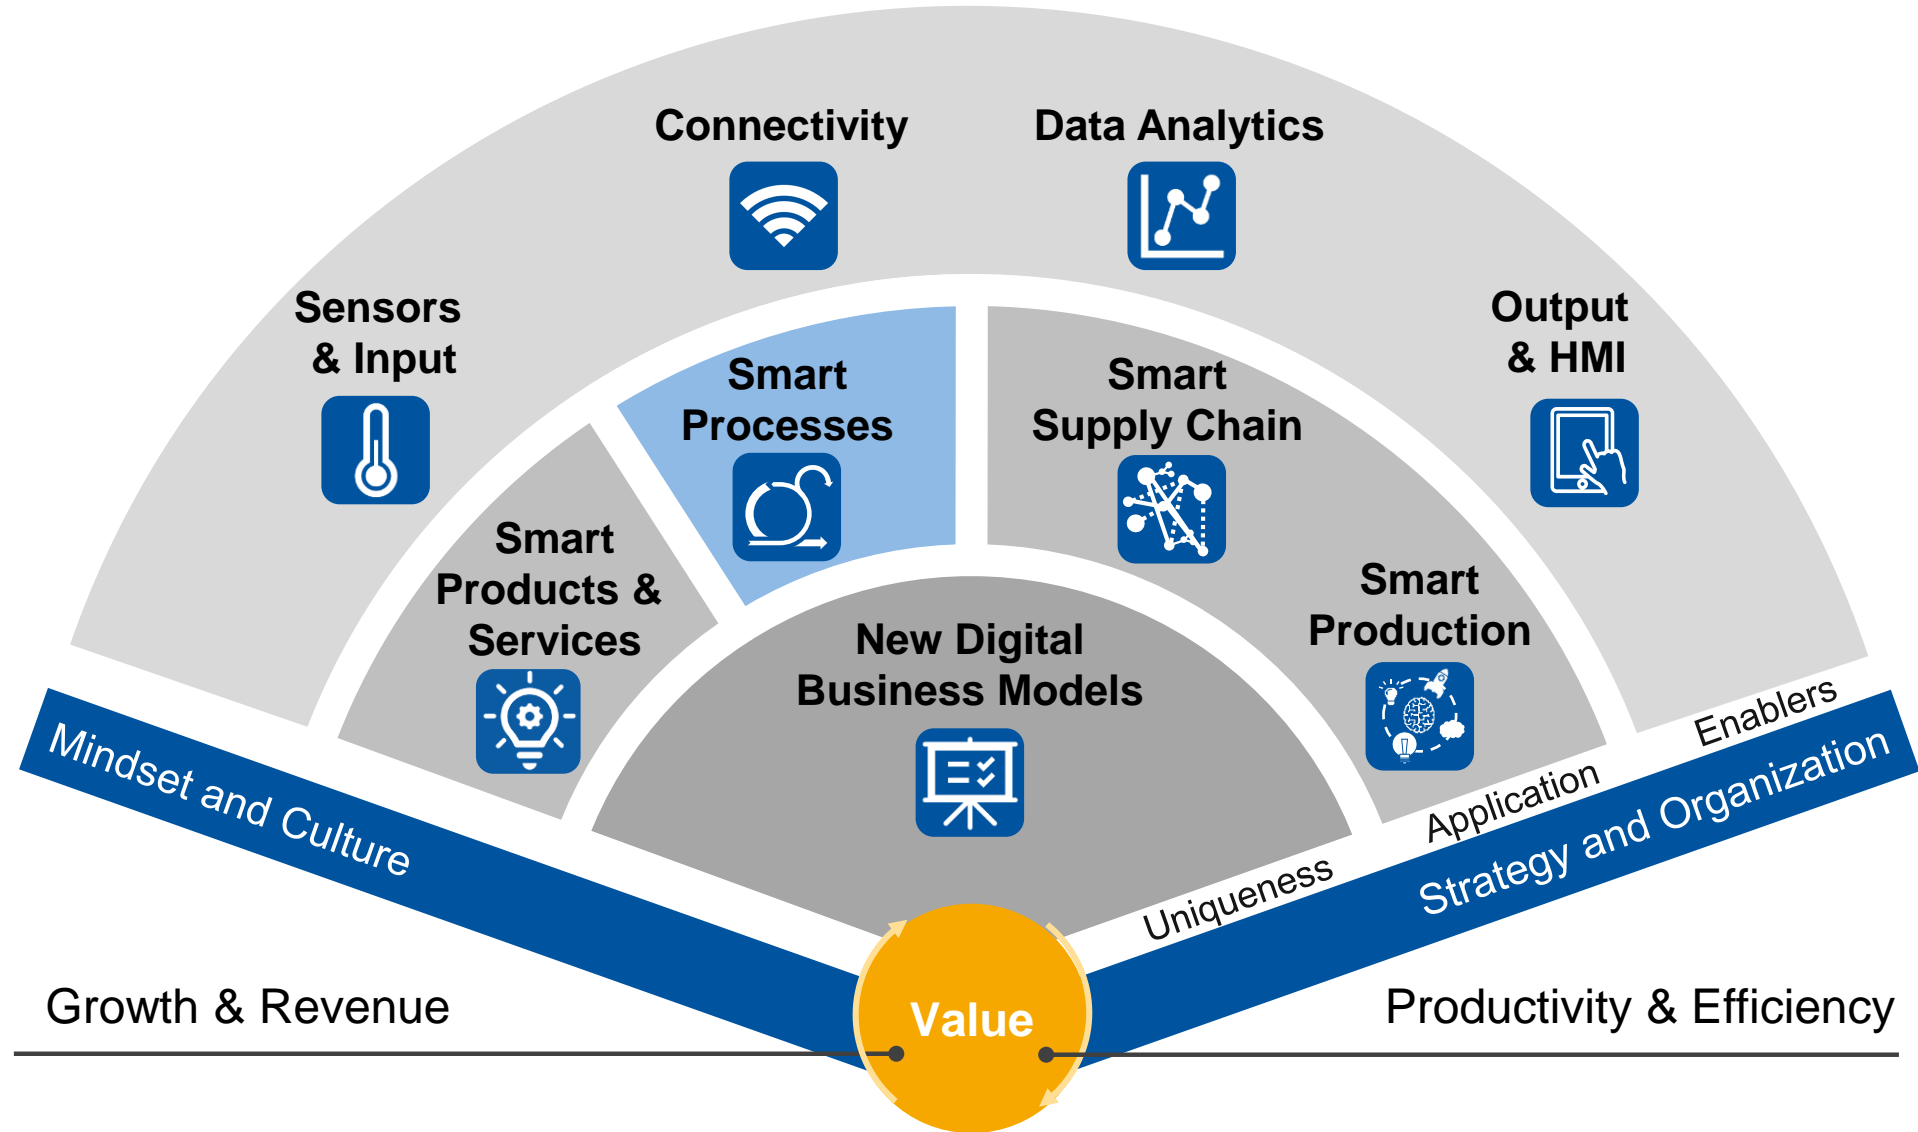 Connectivity
Data Analytics
Sensors
& Input
Output
& HMI
Smart
Processes
Smart
Supply Chain
Smart
Products &
Services
Smart
Production
New Digital
Business Models
Enablers
Application
Uniqueness
Mindset and Culture
Strategy and Organization
Growth & Revenue
Value
Productivity & Efficiency